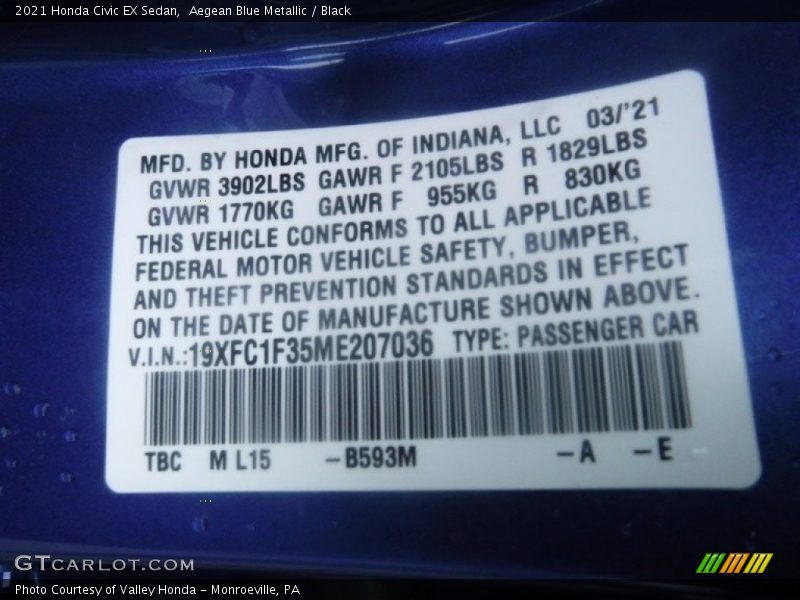 2021 Honda Civic EX Sedan,  Aegean Blue Metallic / Black
MFD. BY HONDA MFG. OF INDIANA, LLC 03/'21
GVWR 3902LBS GAWR F 2105LBS R 1829LBS
GVWR 1770KG GAWR F 955KG R 830KG
THIS VEHICLE CONFORMS TO ALL APPLICABLE
FEDERAL MOTOR VEHICLE SAFETY, BUMPER,
AND THEFT PREVENTION STANDARDS IN EFFECT
ON THE DATE OF MANUFACTURE SHOWN ABOVE.
V.I.N.:19XFC1F35ME207036 TYPE: PASSENGER CAR
TBC M L15 -B593M -A -E
GTCARLOT.COM
Photo Courtesy of Valley Honda - Monroeville, PA